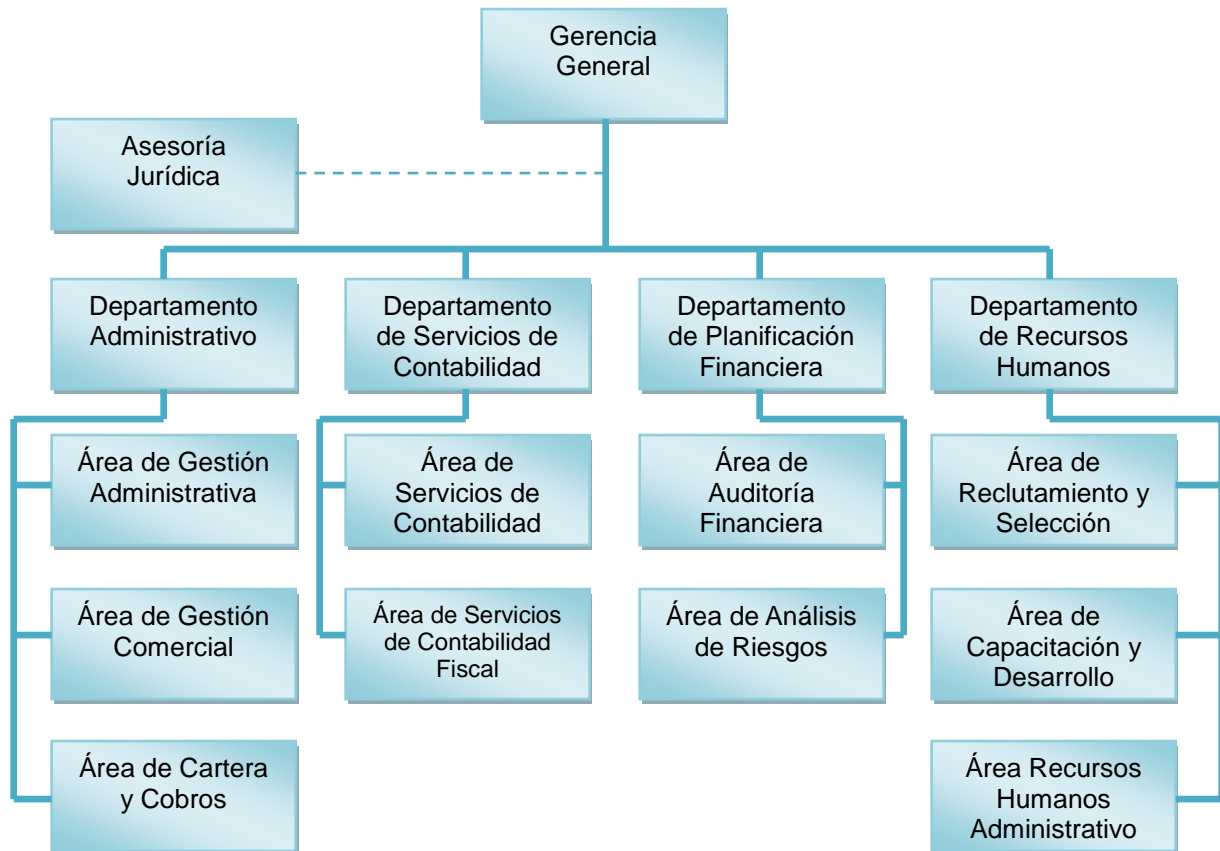 Gerencia
General
Asesoría
Jurídica
Departamento
Administrativo
Departamento
de Servicios de
Contabilidad
Departamento
de Planificación
Financiera
Departamento
de Recursos
Humanos
Área de Gestión
Administrativa
Área de
Servicios de
Contabilidad
Área de
Auditoría
Financiera
Área de
Reclutamiento y
Selección
Área de Gestión
Comercial
Área de Servicios
de Contabilidad
Fiscal
Área de Análisis
de Riesgos
Área de
Capacitación y
Desarrollo
Área de Cartera
y Cobros
Área Recursos
Humanos
Administrativo